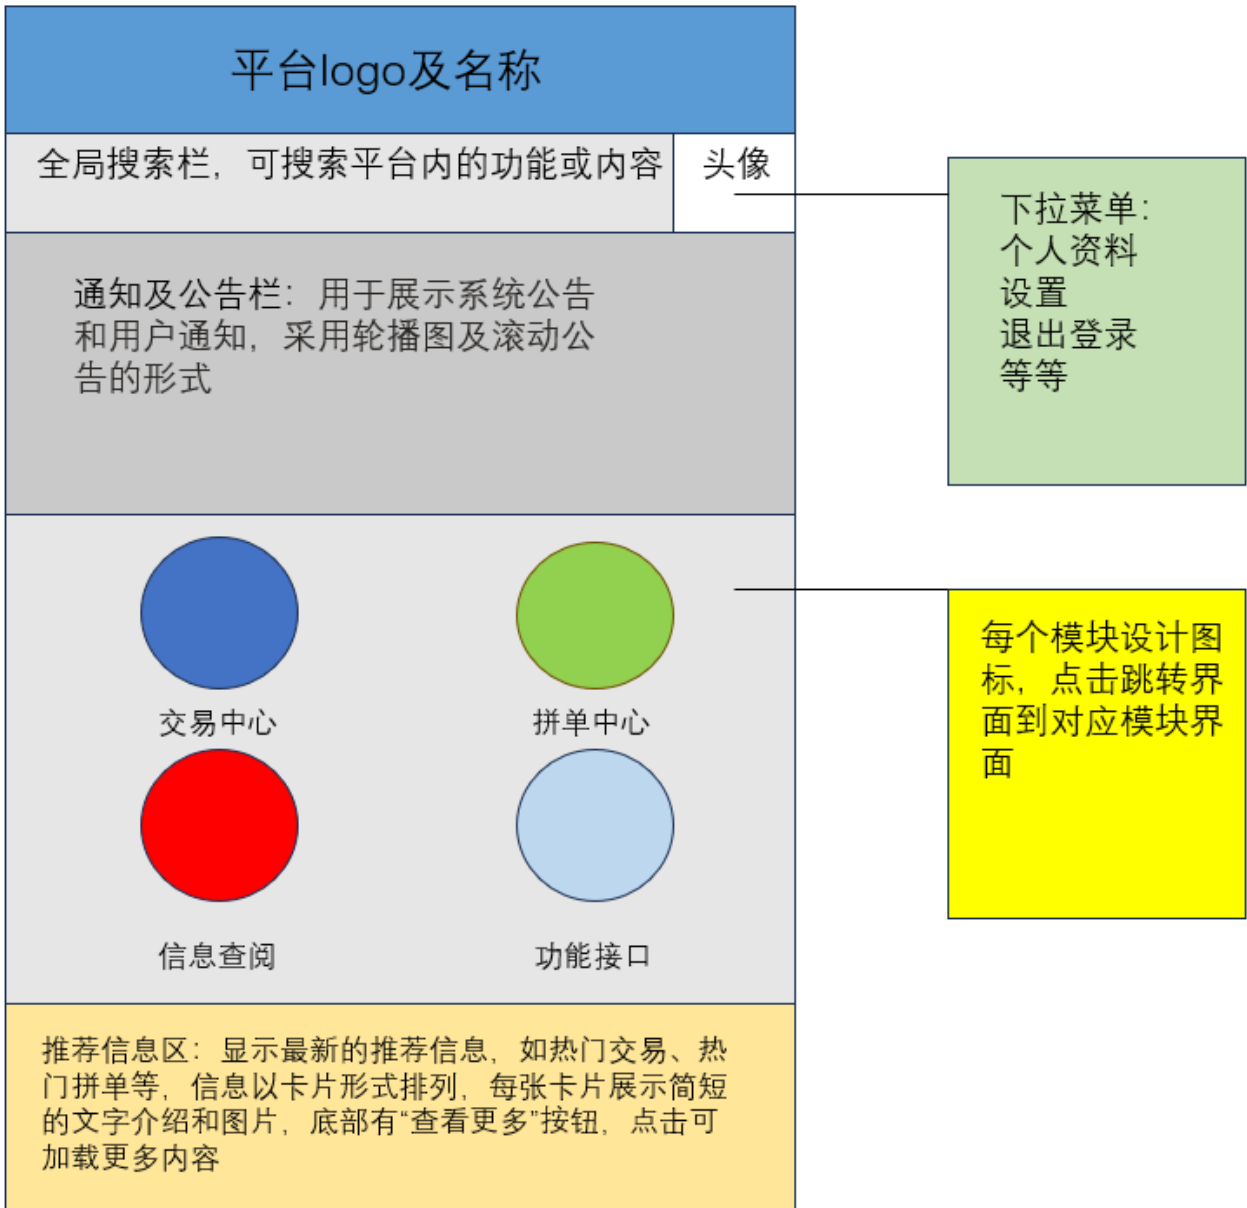 平台logo及名称
全局搜索栏，可搜索平台内的功能或内容
头像
下拉菜单：
个人资料
设置
退出登录
等等
通知及公告栏：用于展示系统公告
和用户通知，采用轮播图及滚动公
告的形式
交易中心
拼单中心
每个模块设计图
标，点击跳转界
面到对应模块界
面
信息查阅
功能接口
推荐信息区：显示最新的推荐信息，如热门交易、热
门拼单等，信息以卡片形式排列，每张卡片展示简短
的文字介绍和图片，底部有“查看更多”按钮，点击可
加载更多内容